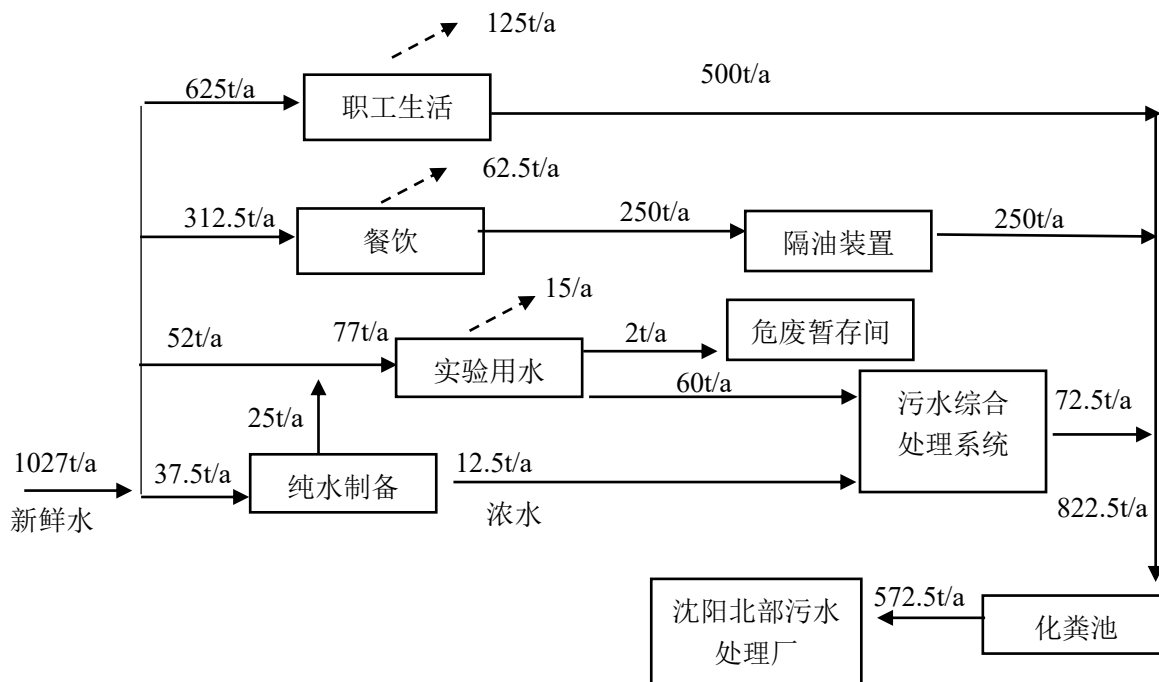 125t/a
500t/a
625t/a
职工生活
62.5t/a
312.5t/a
餐饮
250t/a
隔油装置
250t/a
15/a
52t/a
77t/a
实验用水
2t/a
危废暂存间
60t/a
25t/a
污水综合
处理系统
72.5t/a
1027t/a
新鲜水
37.5t/a
纯水制备
12.5t/a
浓水
822.5t/a
沈阳北部污水
处理厂
572.5t/a
化粪池